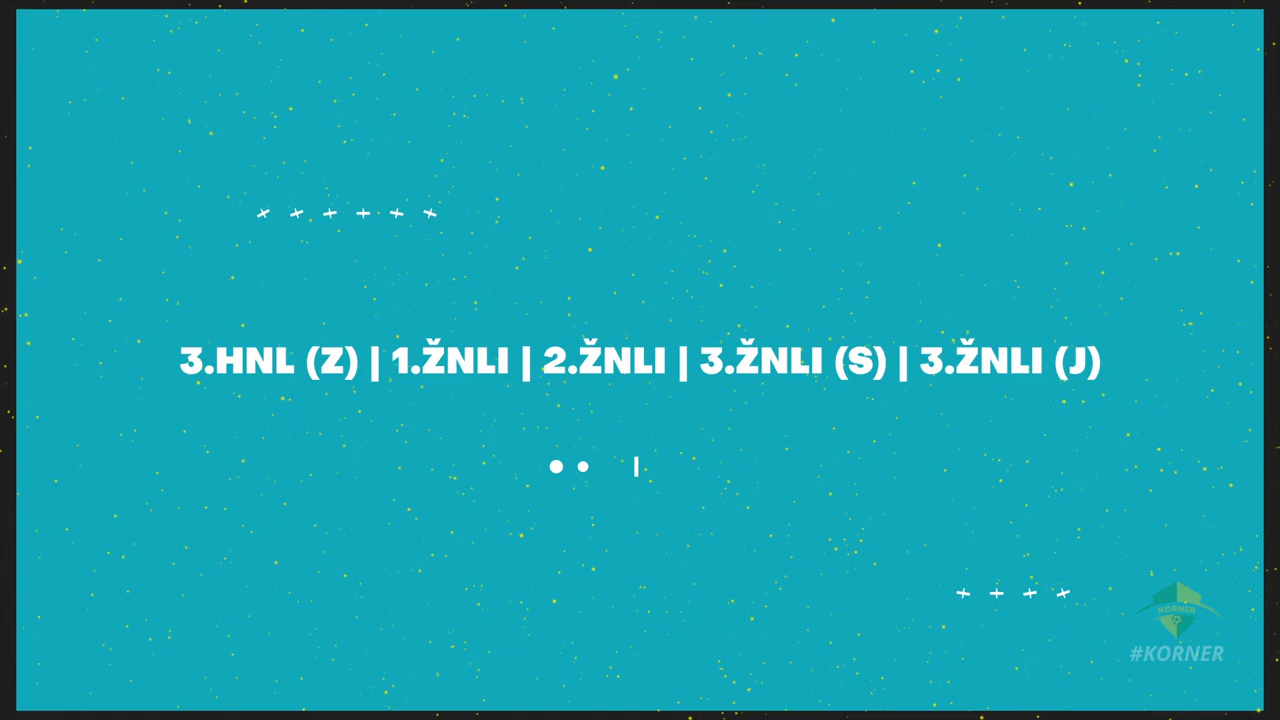 3.HNL (Z) | 1.ŽNLI | 2.ŽNLI | 3.ŽNLI (S) | 3.ŽNLI (J)
KORNER
#KORNER